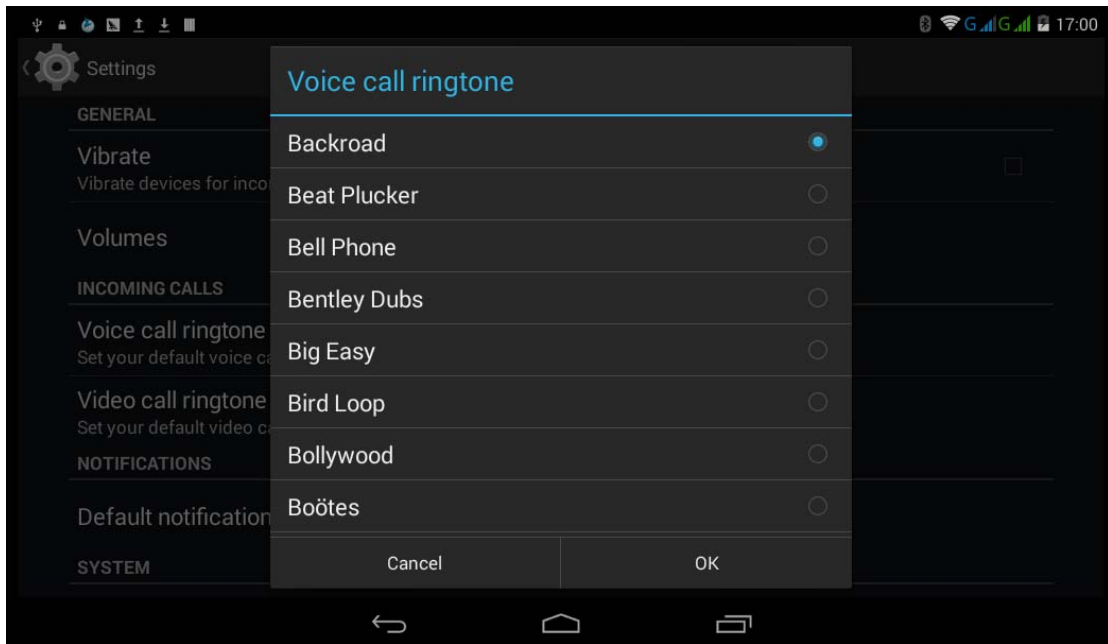 G G 17:00
Settings
Voice call ringtone
GENERAL
Vibrate
Vibrate devices for inco
Volumes
INCOMING CALLS
Voice call ringtone
Set your default voice ca
Video call ringtone
Set your default video ca
NOTIFICATIONS
Default notification
SYSTEM
Backroad
Beat Plucker
Bell Phone
Bentley Dubs
Big Easy
Bird Loop
Bollywood
Boötes
Cancel OK